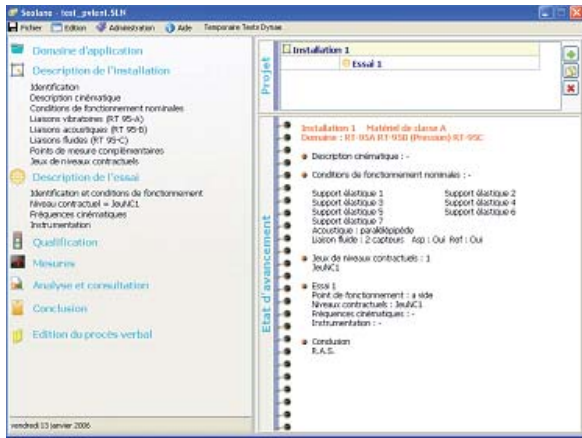 Soolane - test_pvtent.SLN
Fichier Edition Administration Aide Temporaire Tests Dynae
Domaine d'application
Description de l'installation
Identification
Description cinématique
Conditions de fonctionnement nominales
Liaisons vibratoires (RT 95-A)
Liaisons acoustiques (RT 95-B)
Liaisons fluides (RT 95-C)
Points de mesure complémentaires
Jeux de niveaux contractuels
Description de l'essai
Identification et conditions de fonctionnement
Niveau contractuel = JeuNC1
Fréquences cinématiques
Instrumentation
Qualification
Mesures
Analyse et consultation
Conclusion
Edition du procès verbal
vendredi 13 janvier 2006
Projet
Installation 1
Essai 1
Etat d'avancement
Installation 1 Matériel de classe A
Domaine : RT-95A RT-95B (Pression) RT-95C
Description cinématique : -
Conditions de fonctionnement nominales : -
Support élastique 1 Support élastique 2
Support élastique 3 Support élastique 4
Support élastique 5 Support élastique 6
Support élastique 7
Acoustique : parallélépipède
Liaison fluide : 2 capteurs Asp : Oui Ref : Oui
Jeux de niveaux contractuels : 1
JeuNC1
Essai 1
Point de fonctionnement : a vide
Niveaux contractuels : JeuNC1
Fréquences cinématiques : -
Instrumentation : -
Conclusion
R.A.S.